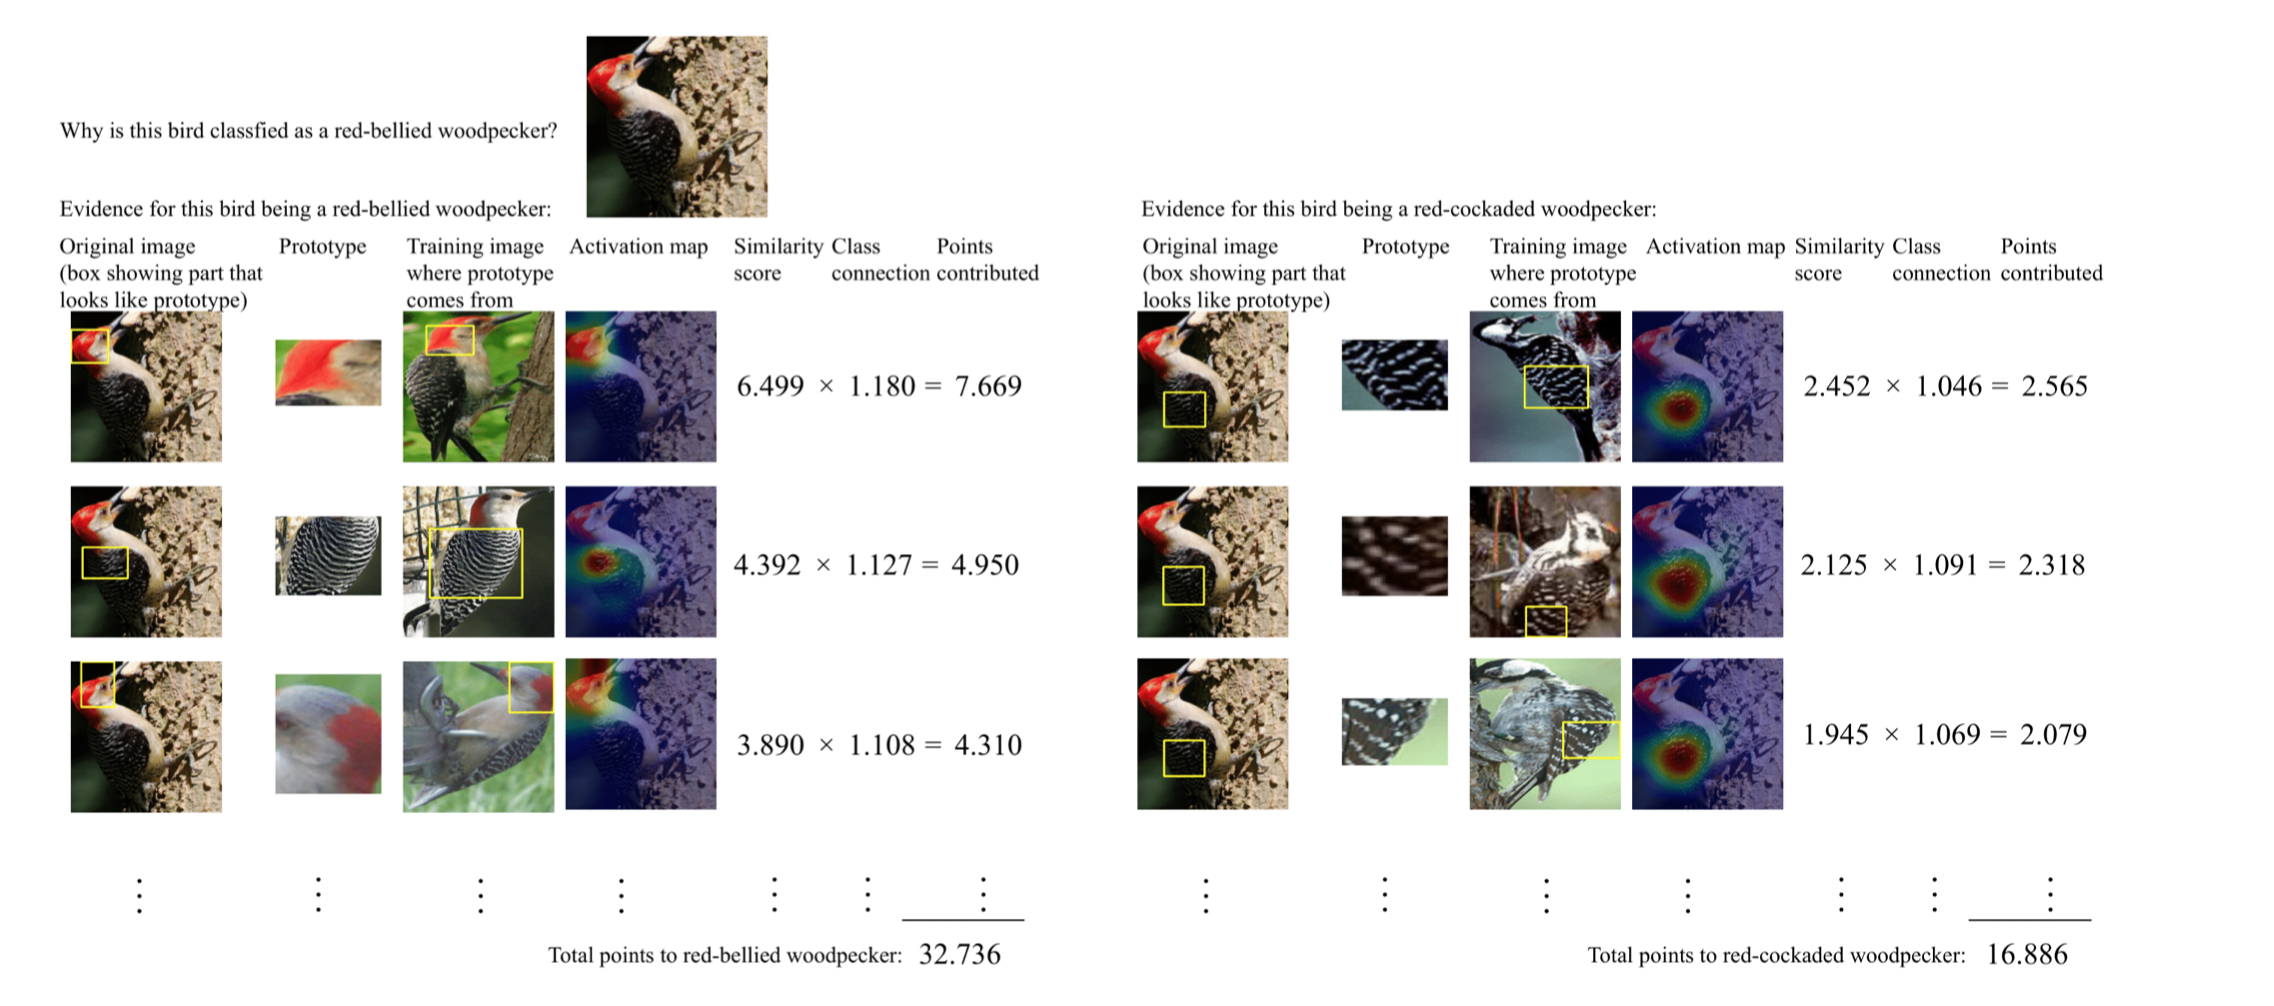 Why is this bird classfied as a red-bellied woodpecker?
Evidence for this bird being a red-bellied woodpecker:
Original image
(box showing part that
looks like prototype)
Prototype
Training image
where prototype
comes from
Activation map
Similarity
score
Class
connection
Points
contributed
6.499 × 1.180 = 7.669
4.392 × 1.127 = 4.950
3.890 × 1.108 = 4.310
Total points to red-bellied woodpecker: 32.736
Evidence for this bird being a red-cockaded woodpecker:
Original image
(box showing part that
looks like prototype)
Prototype
Training image
where prototype
comes from
Activation map
Similarity
score
Class
connection
Points
contributed
2.452 × 1.046 = 2.565
2.125 × 1.091 = 2.318
1.945 × 1.069 = 2.079
Total points to red-cockaded woodpecker: 16.886